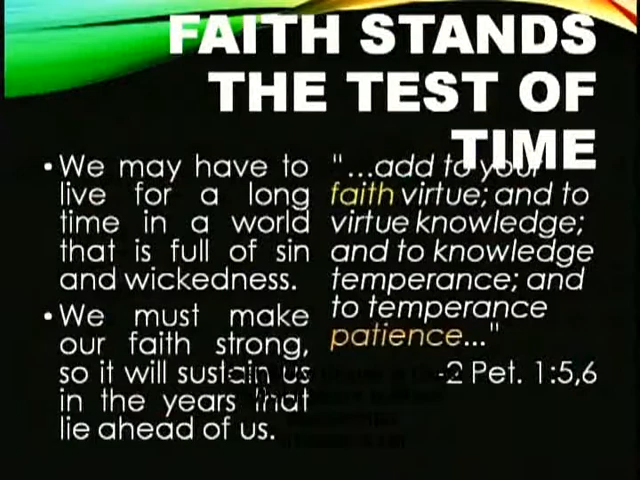 FAITH STANDS
THE TEST OF
TIME
• We may have to
live for a long
time in a world
that is full of sin
and wickedness.
• We must make
our faith strong,
so it will sustain us
in the years that
lie ahead of us.
"...add to your
faith virtue; and to
virtue knowledge;
and to knowledge
temperance; and
to temperance
patience..."
-2 Pet. 1:5,6